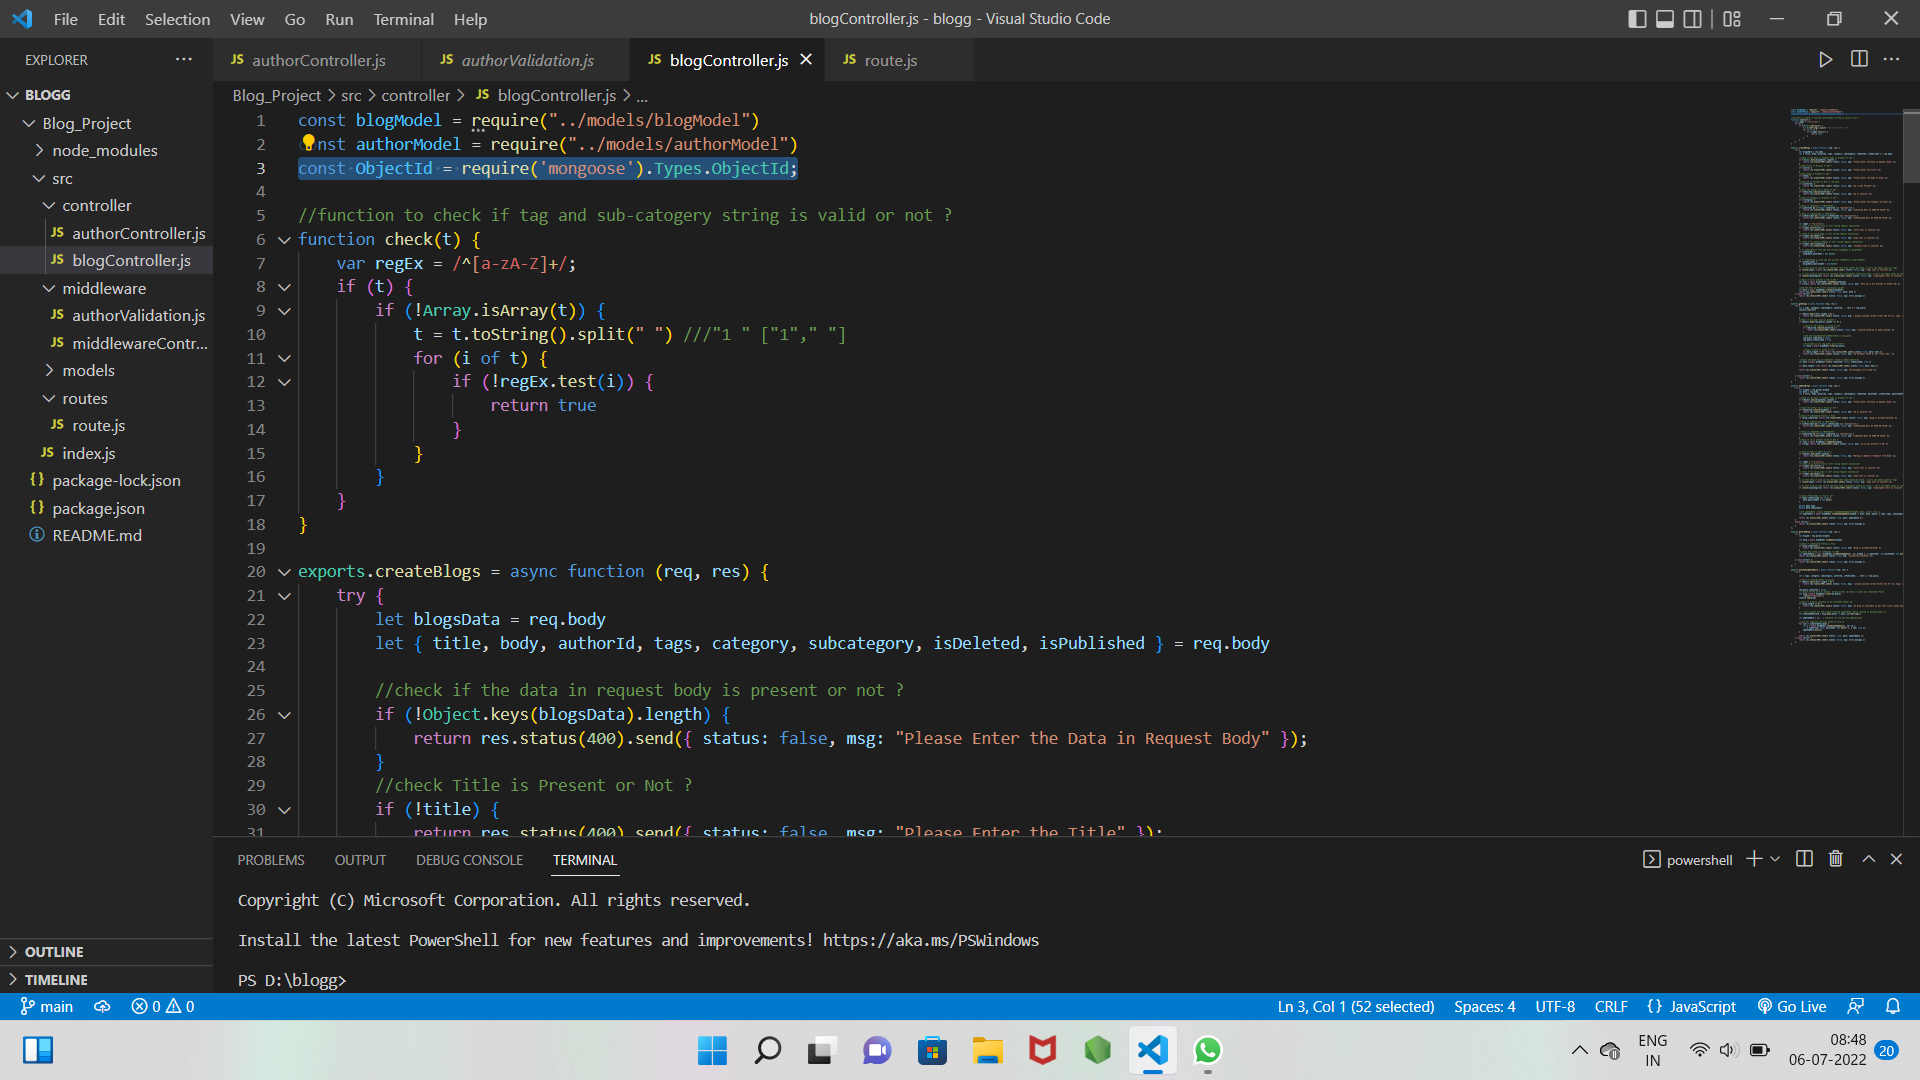 File Edit Selection View Go Run Terminal Help
blogController.js - blogg - Visual Studio Code
EXPLORER
authorController.js
authorValidation.js
blogController.js
route.js
BLOGG
Blog_Project
node_modules
src
controller
authorController.js
blogController.js
middleware
authorValidation.js
middlewareContr...
models
routes
route.js
index.js
package-lock.json
package.json
README.md
OUTLINE
TIMELINE
Blog_Project > src > controller > JS blogController.js > ...
1 const blogModel = require("../models/blogModel")
2 nst authorModel = require("../models/authorModel")
3 const ObjectId = require('mongoose').Types.ObjectId;
4
5 //function to check if tag and sub-catogery string is valid or not ?
6 function check(t) {
7 var regEx = /^[a-zA-Z]+/;
8 if (t) {
9 if (!Array.isArray(t)) {
10 t = t.toString().split(" ") ///"1 " ["1"," "]
11 for (i of t) {
12 if (!regEx.test(i)) {
13 return true
14 }
15 }
16 }
17 }
18 }
19
20 exports.createBlogs = async function (req, res) {
21 try {
22 let blogsData = req.body
23 let { title, body, authorId, tags, category, subcategory, isDeleted, isPublished } = req.body
24
25 //check if the data in request body is present or not ?
26 if (!Object.keys(blogsData).length) {
27 return res.status(400).send({ status: false, msg: "Please Enter the Data in Request Body" });
28 }
29 //check Title is Present or Not ?
30 if (!title) {
31 return res.status(400).send({ status: false, msg: "Please Enter the Title" });
PROBLEMS OUTPUT DEBUG CONSOLE TERMINAL
powershell
Copyright (C) Microsoft Corporation. All rights reserved.
Install the latest PowerShell for new features and improvements! https://aka.ms/PSWindows
PS D:\blogg>
main 0 0
Ln 3, Col 1 (52 selected) Spaces: 4 UTF-8 CRLF {} JavaScript Go Live
ENG
IN
08:48
06-07-2022
20